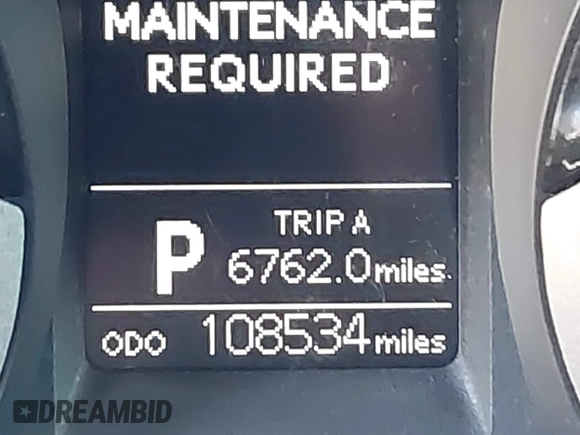 MAINTENANCE
REQUIRED
TRIP A
P 6762.0 miles
ODO 108534 miles
DREAMBID